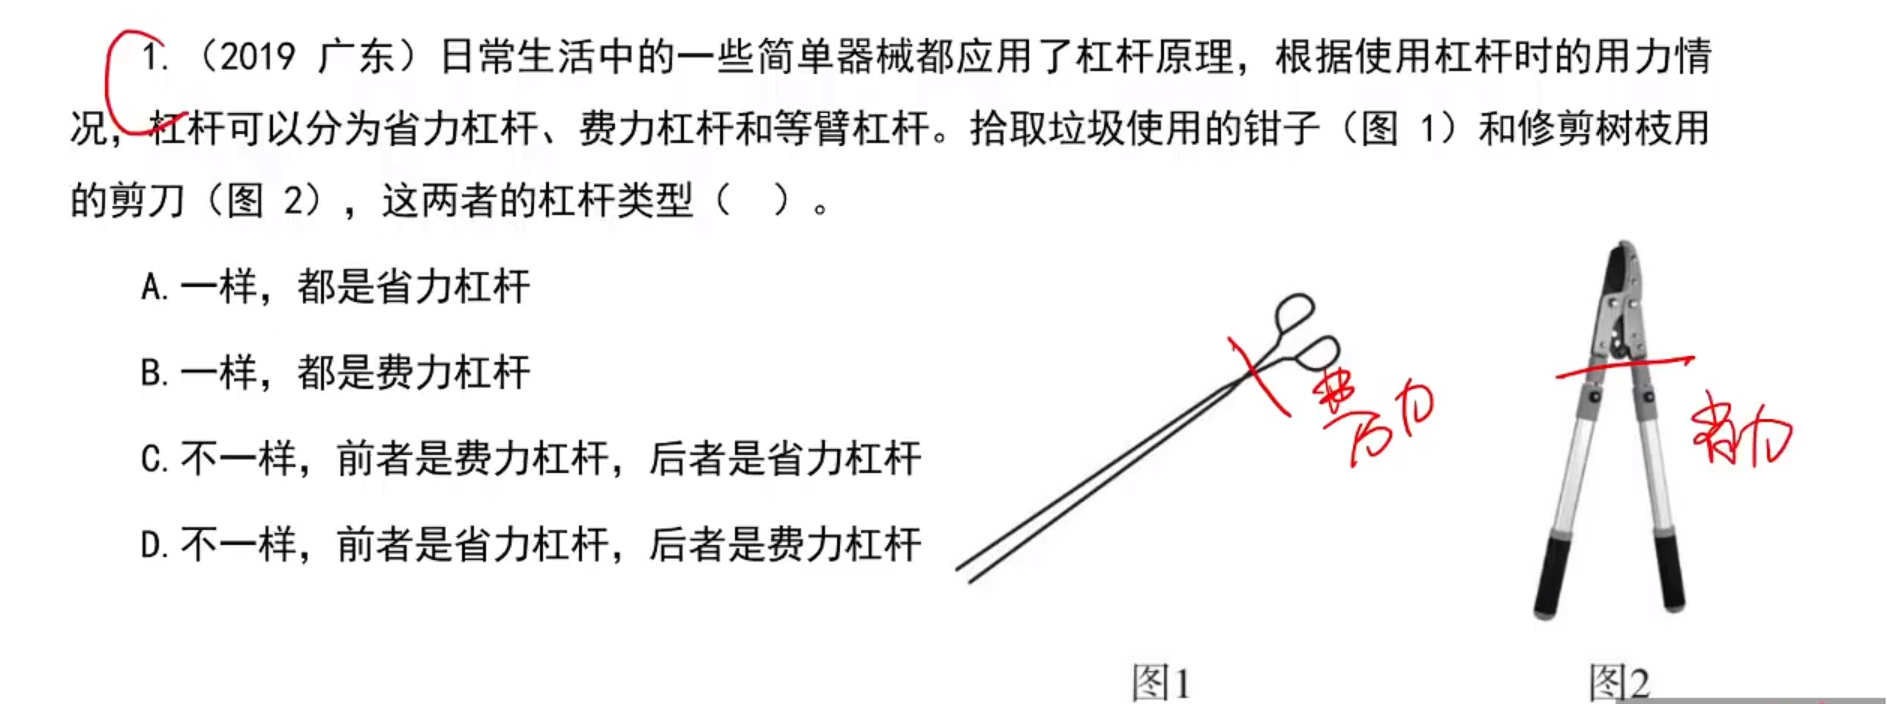 1.（2019 广东）日常生活中的一些简单器械都应用了杠杆原理，根据使用杠杆时的用力情
况，杠杆可以分为省力杠杆、费力杠杆和等臂杠杆。拾取垃圾使用的钳子（图 1）和修剪树枝用
的剪刀（图 2），这两者的杠杆类型（ ）。
A.一样，都是省力杠杆
B.一样，都是费力杠杆
C.不一样，前者是费力杠杆，后者是省力杠杆
D.不一样，前者是省力杠杆，后者是费力杠杆
费力
省力
图1
图2